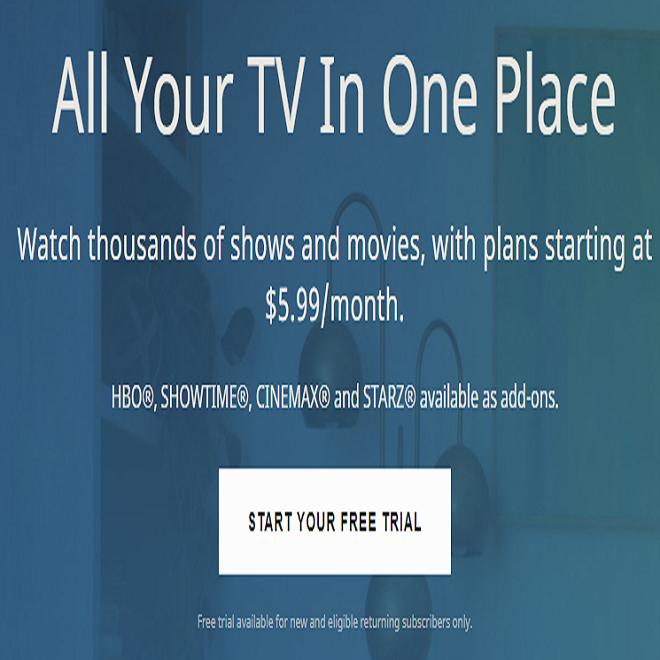 All Your TV In One Place
Watch thousands of shows and movies, with plans starting at
$5.99/month.
HBO®, SHOWTIME®, CINEMAX® and STARZ® available as add-ons.
START YOUR FREE TRIAL
Free trial available for new and eligible returning subscribers only.